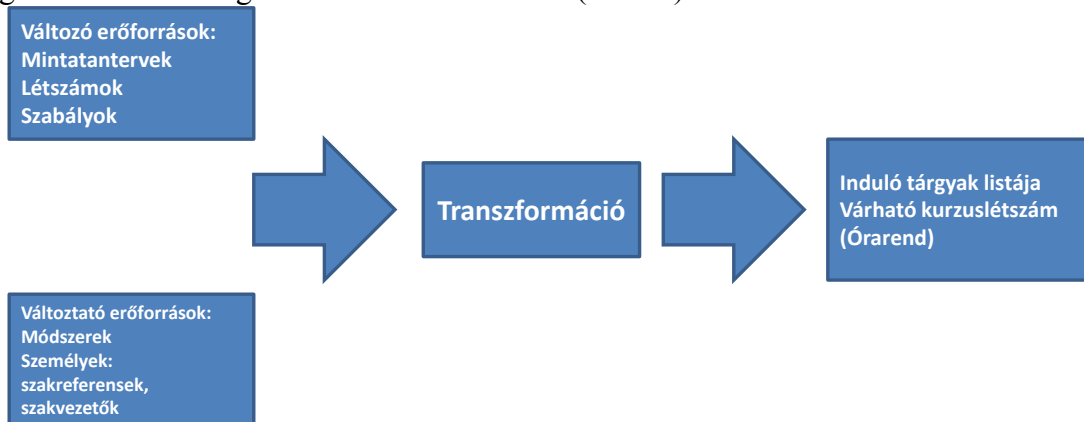 Változó erőforrások:
Mintatantervek
Létszámok
Szabályok
Transzformáció
Induló tárgyak listája
Várható kurzuslétszám
(Órarend)
Változtató erőforrások:
Módszerek
Személyek:
szakreferensek,
szakvezetők